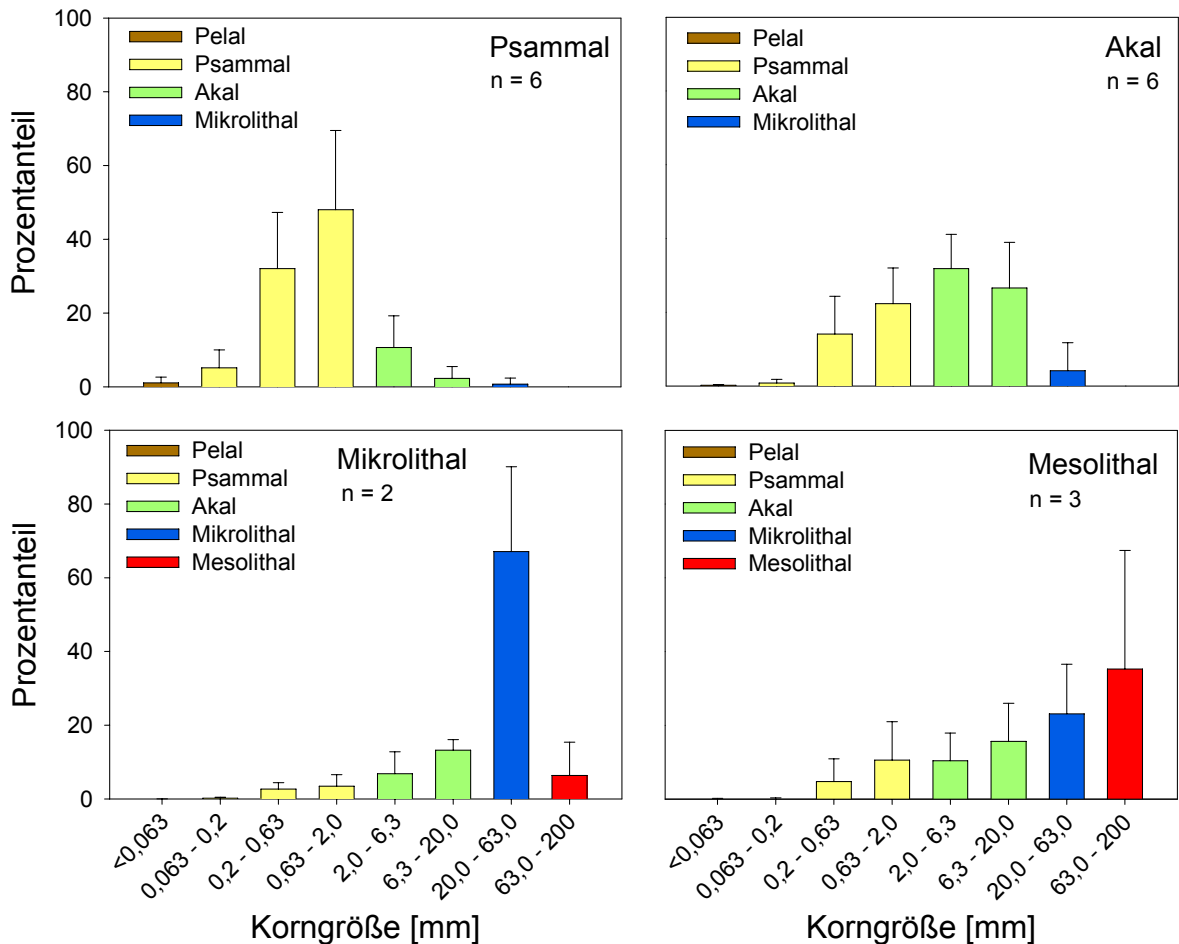 Prozentanteil
100
80
60
40
20
0
Pelal
Psammal
Akal
Mikrolithal
Psammal
n = 6
Pelal
Psammal
Akal
Mikrolithal
Akal
n = 6
Prozentanteil
100
80
60
40
20
0
Pelal
Psammal
Akal
Mikrolithal
Mesolithal
Mikrolithal
n = 2
<0,063
0,063 - 0,2
0,2 - 0,63
0,63 - 2,0
2,0 - 6,3
6,3 - 20,0
20,0 - 63,0
63,0 - 200
Korngröße [mm]
Pelal
Psammal
Akal
Mikrolithal
Mesolithal
Mesolithal
n = 3
<0,063
0,063 - 0,2
0,2 - 0,63
0,63 - 2,0
2,0 - 6,3
6,3 - 20,0
20,0 - 63,0
63,0 - 200
Korngröße [mm]